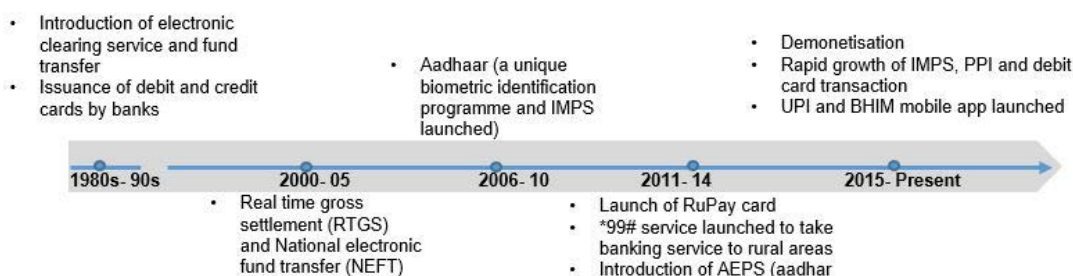 • Introduction of electronic
clearing service and fund
transfer
• Issuance of debit and credit
cards by banks
• Aadhaar (a unique
biometric identification
programme and IMPS
launched)
• Demonetisation
• Rapid growth of IMPS, PPI and debit
card transaction
• UPI and BHIM mobile app launched
1980s- 90s
2000- 05
2006- 10
2011- 14
2015- Present
• Real time gross
settlement (RTGS)
and National electronic
fund transfer (NEFT)
• Launch of RuPay card
• *99# service launched to take
banking service to rural areas
• Introduction of AEPS (aadhar